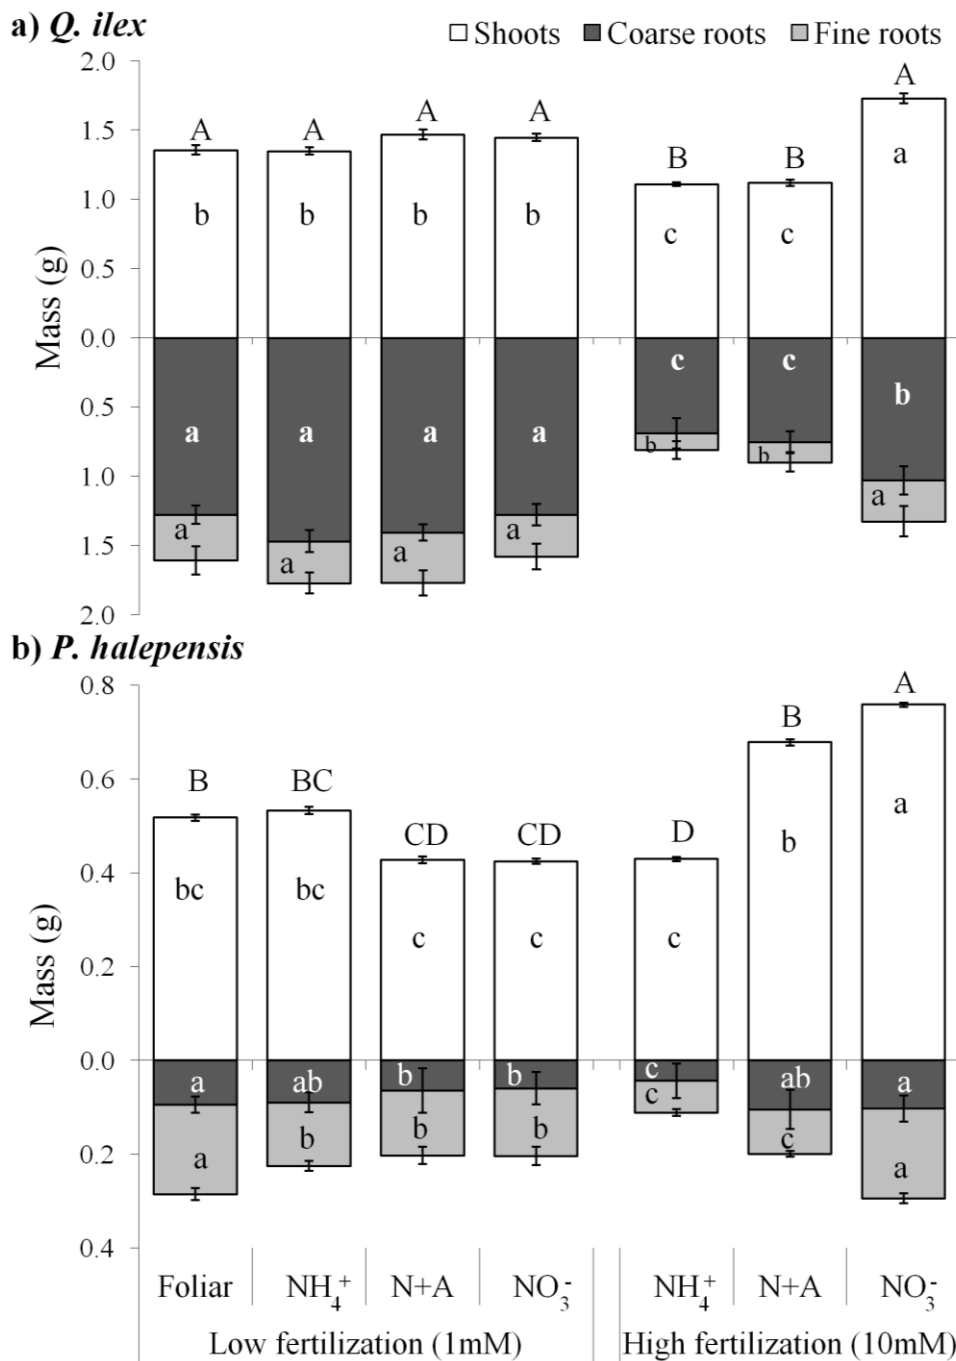 a) Q. ilex
Shoots Coarse roots Fine roots
2.0
1.5
1.0
0.5
0.0
0.5
1.0
1.5
2.0
Mass (g)
A A A A B B A
b b b b c c a
a a a a c c b
a a a a b b a
b) P. halepensis
0.8
0.6
0.4
0.2
0.0
0.2
0.4
Mass (g)
B BC CD CD D B A
bc bc c c c b a
a ab b b c ab a
a b b b c c a
Foliar NH₄⁺ N+A NO₃⁻ NH₄⁺ N+A NO₃⁻
Low fertilization (1mM) High fertilization (10mM)